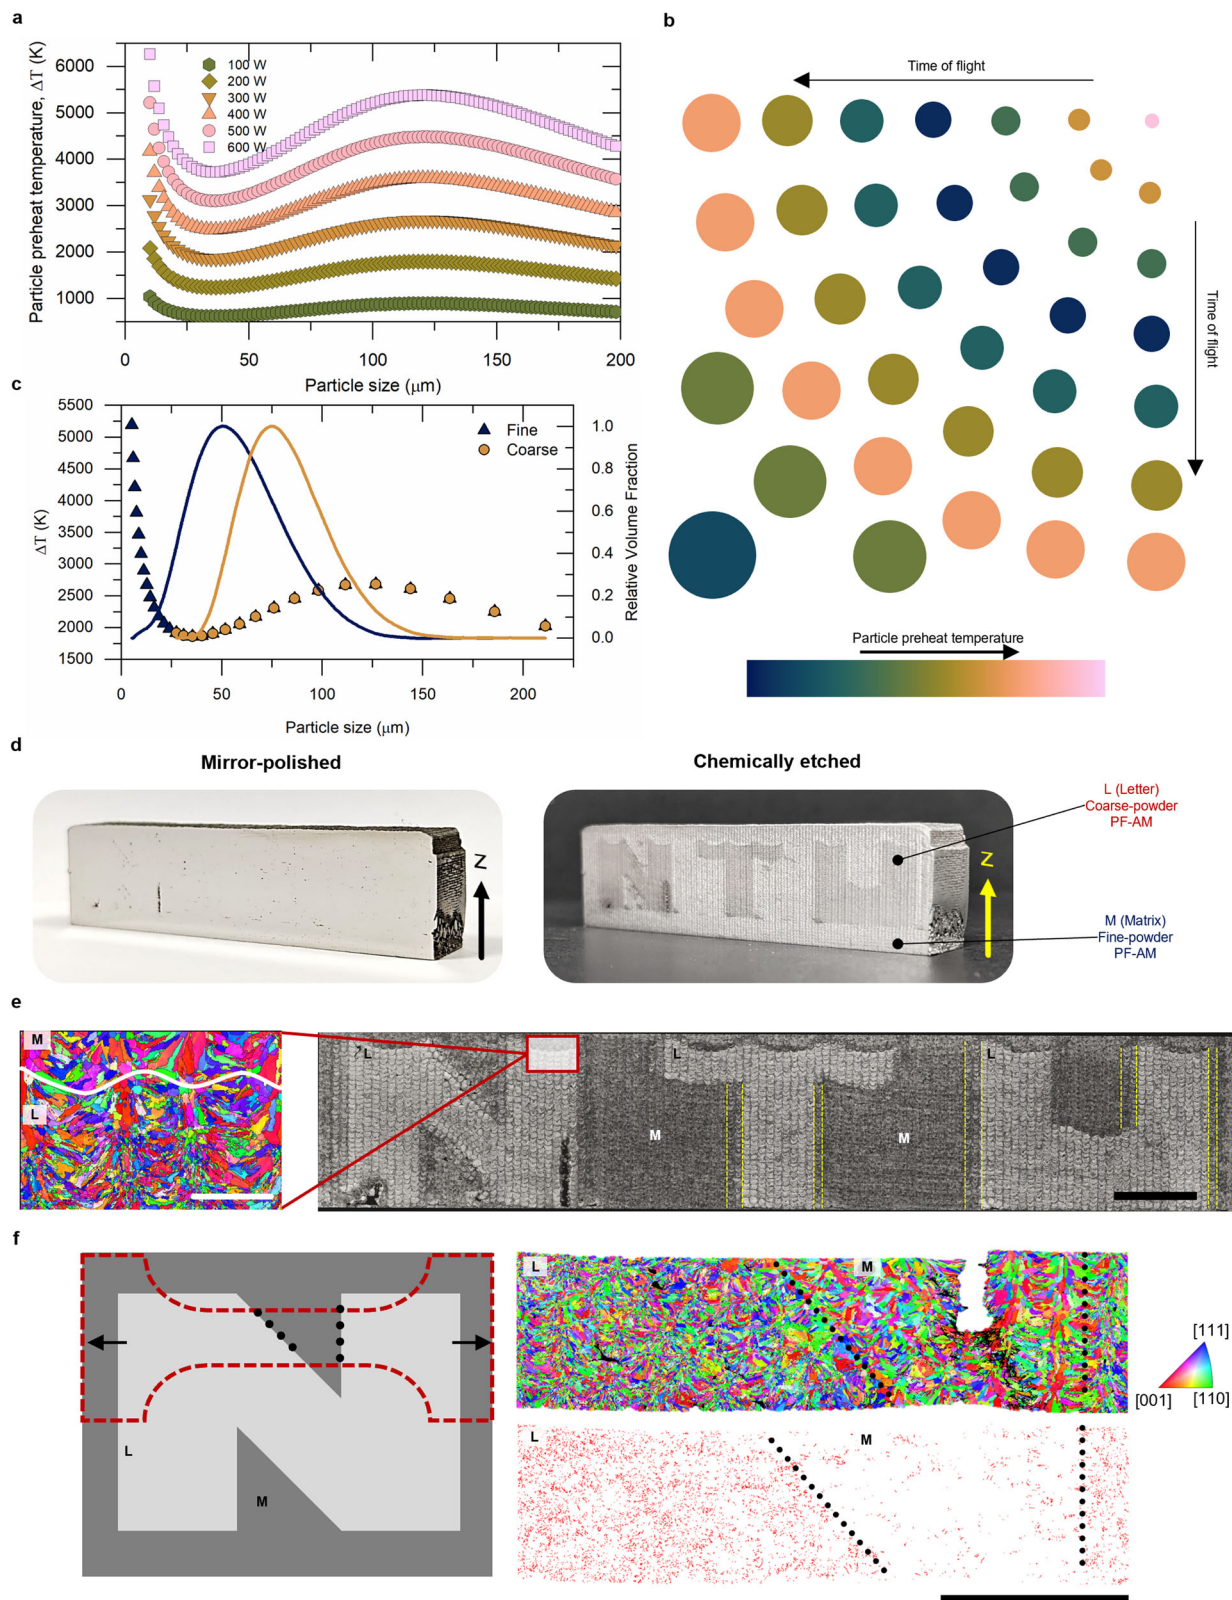 a
Particle preheat temperature, ΔT (K)
6000
5000
4000
3000
2000
1000
100 W
200 W
300 W
400 W
500 W
600 W
0
50
100
150
200
Particle size (μm)
b
Time of flight
Time of flight
Particle preheat temperature
c
ΔT (K)
5500
5000
4500
4000
3500
3000
2500
2000
1500
Fine
Coarse
1.0
0.8
0.6
0.4
0.2
0.0
Relative Volume Fraction
0
50
100
150
200
Particle size (μm)
d
Mirror-polished
Chemically etched
Z
NTU
Z
L (Letter)
Coarse-powder
PF-AM
M (Matrix)
Fine-powder
PF-AM
e
M
L
L
L
L
M
M
f
L
M
L
M
L
M
[111]
[001]
[110]